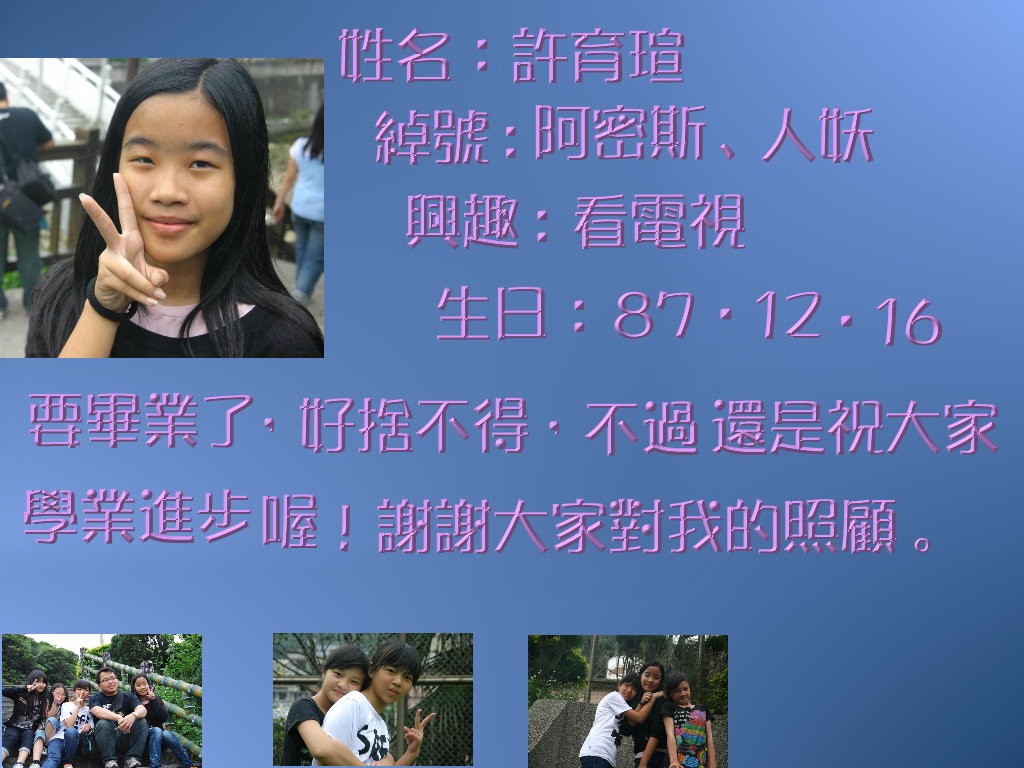 姓名：許育瑄
綽號：阿密斯、人妖
興趣：看電視
生日：87．12．16
要畢業了，好捨不得，不過還是祝大家
學業進步喔！謝謝大家對我的照顧。